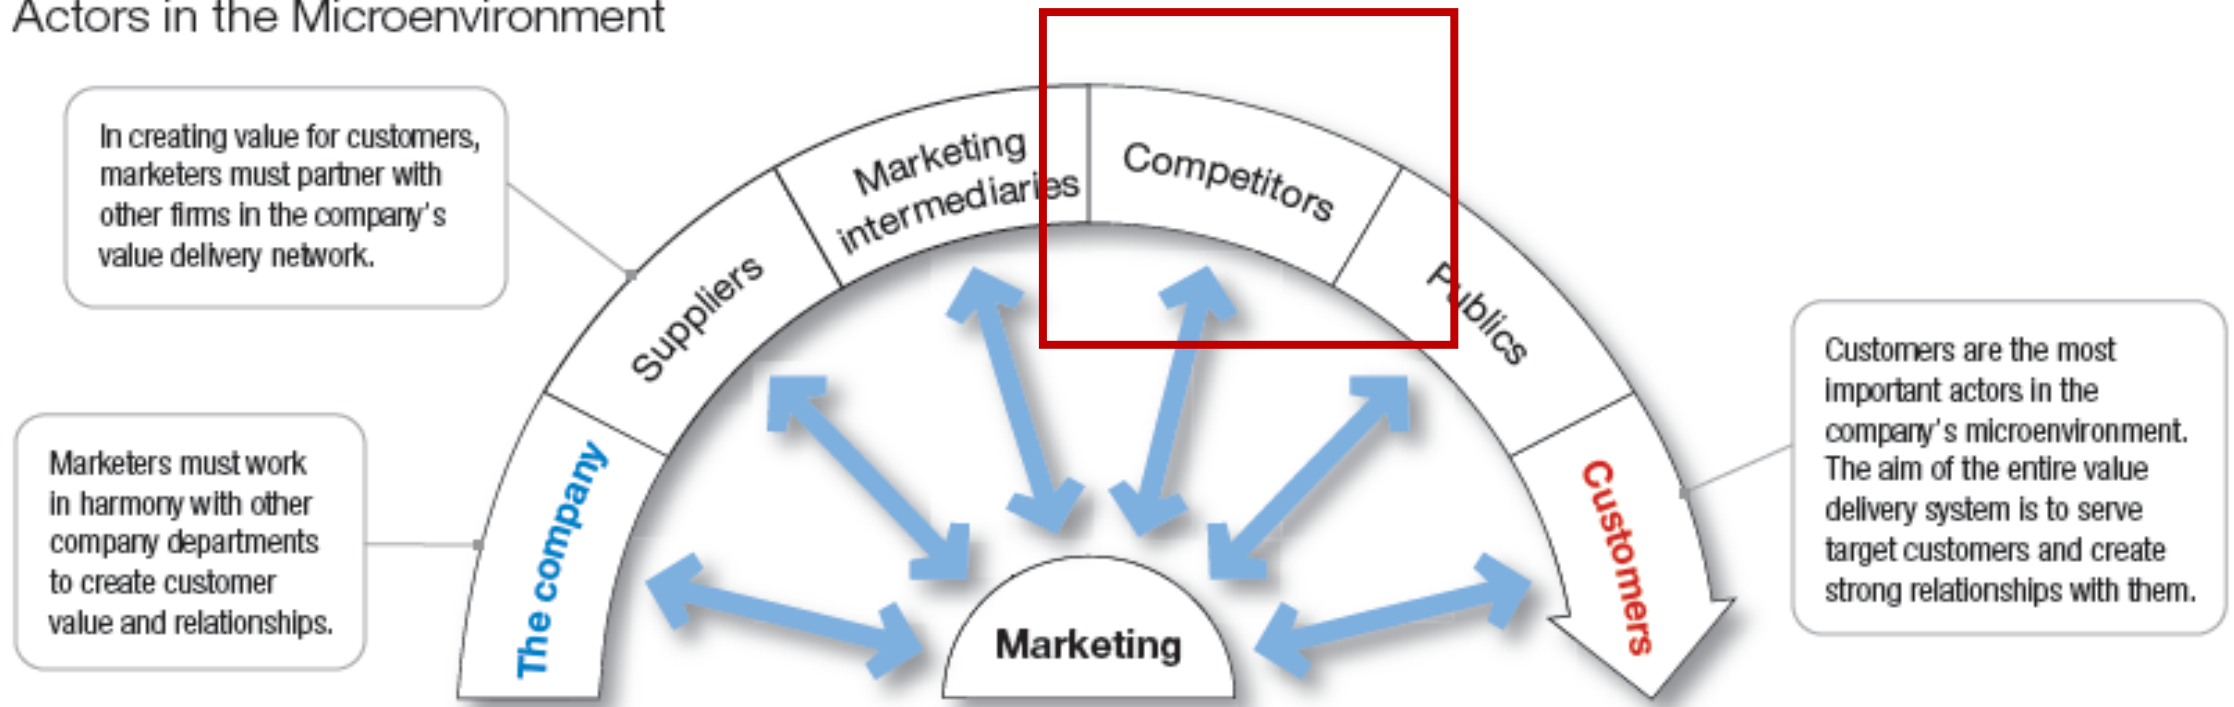 Actors in the Microenvironment
In creating value for customers,
marketers must partner with
other firms in the company's
value delivery network.
Marketers must work
in harmony with other
company departments
to create customer
value and relationships.
The company
Suppliers
Marketing
intermediaries
Competitors
Publics
Customers
Marketing
Customers are the most
important actors in the
company's microenvironment.
The aim of the entire value
delivery system is to serve
target customers and create
strong relationships with them.